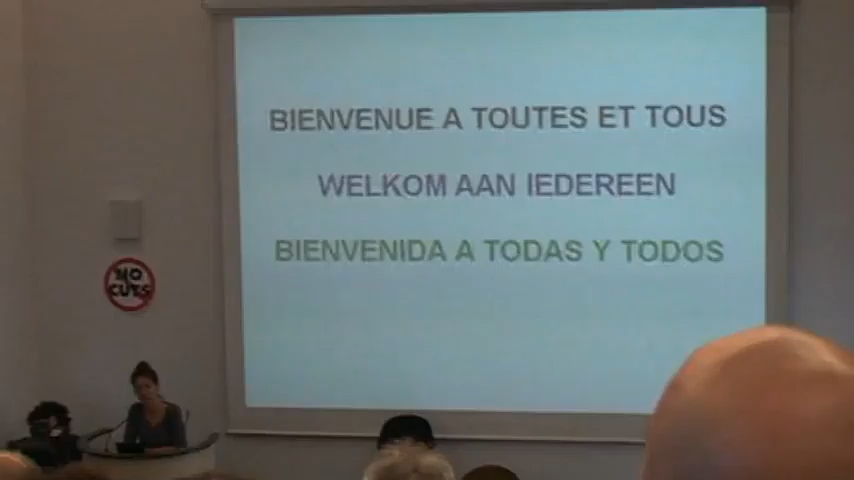 BIENVENUE A TOUTES ET TOUS
WELKOM AAN IEDEREEN
BIENVENIDA A TODAS Y TODOS
NO
CUTS